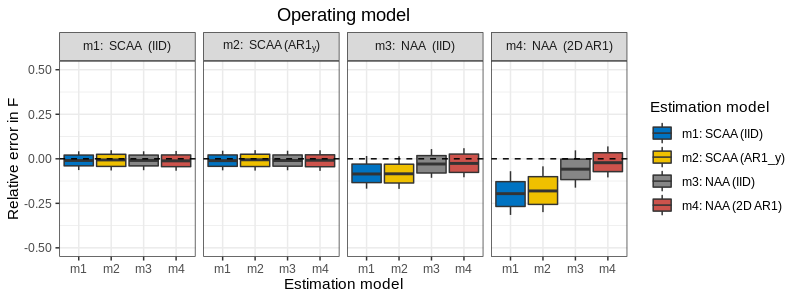 Operating model
m1: SCAA (IID)
m2: SCAA (AR1y)
m3: NAA (IID)
m4: NAA (2D AR1)
Relative error in F
0.50
0.25
0.00
-0.25
-0.50
m1 m2 m3 m4
m1 m2 m3 m4
m1 m2 m3 m4
m1 m2 m3 m4
Estimation model
Estimation model
m1: SCAA (IID)
m2: SCAA (AR1_y)
m3: NAA (IID)
m4: NAA (2D AR1)